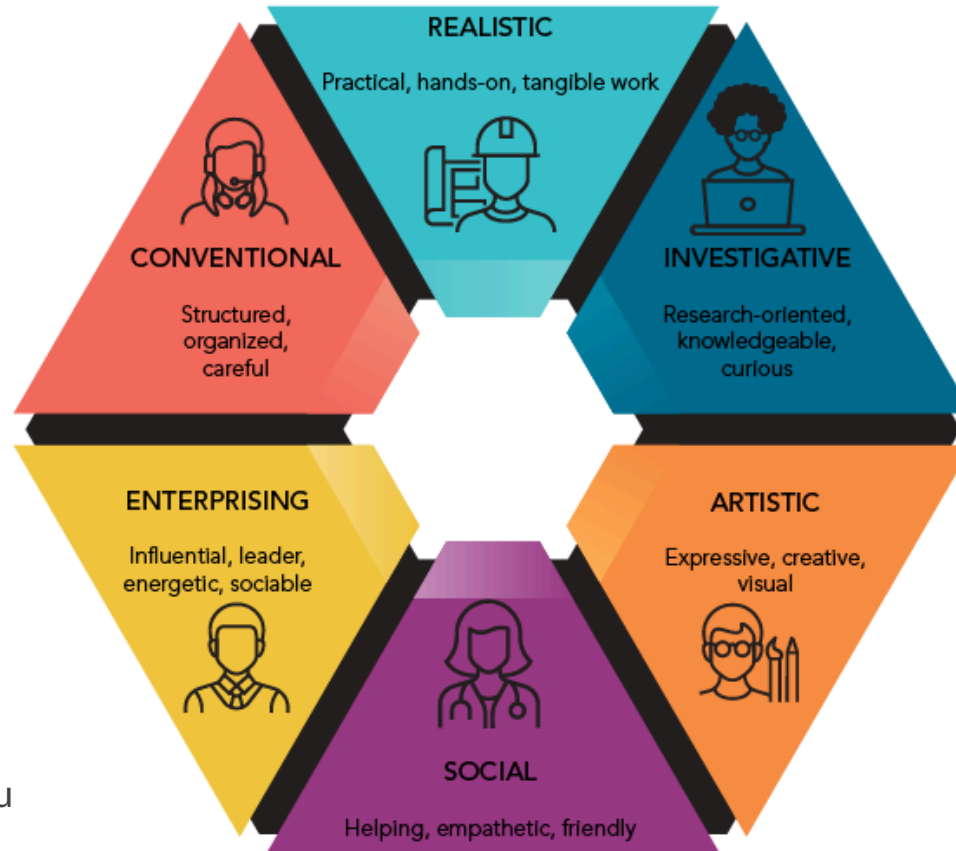 REALISTIC
Practical, hands-on, tangible work
CONVENTIONAL
Structured,
organized,
careful
INVESTIGATIVE
Research-oriented,
knowledgeable,
curious
ENTERPRISING
Influential, leader,
energetic, sociable
ARTISTIC
Expressive, creative,
visual
SOCIAL
Helping, empathetic, friendly
u